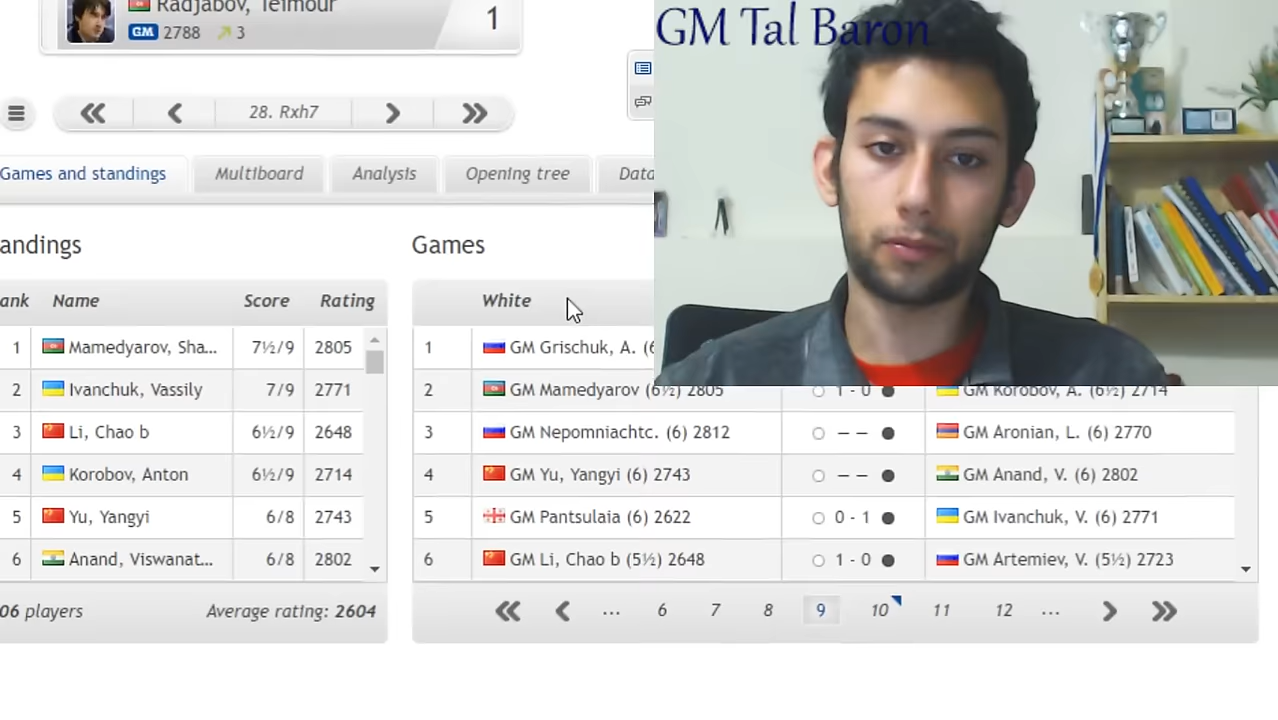 Radjabov, Teimour
GM 2788 3
1
GM Tal Baron
28. Rxh7
Games and standings
Multiboard
Analysis
Opening tree
andings
Games
ank Name Score Rating
1 Mamedyarov, Sha... 7½/9 2805
2 Ivanchuk, Vassily 7/9 2771
3 Li, Chao b 6½/9 2648
4 Korobov, Anton 6½/9 2714
5 Yu, Yangyi 6/8 2743
6 Anand, Viswanat... 6/8 2802
06 players Average rating: 2604
White
1 GM Grischuk, A.
2 GM Mamedyarov (6½) 2805 1 - 0 GM Korobov, A. (6½) 2714
3 GM Nepomniachtc. (6) 2812 – – GM Aronian, L. (6) 2770
4 GM Yu, Yangyi (6) 2743 – – GM Anand, V. (6) 2802
5 GM Pantsulaia (6) 2622 0 - 1 GM Ivanchuk, V. (6) 2771
6 GM Li, Chao b (5½) 2648 1 - 0 GM Artemiev, V. (5½) 2723
... 6 7 8 9 10 11 12 ...